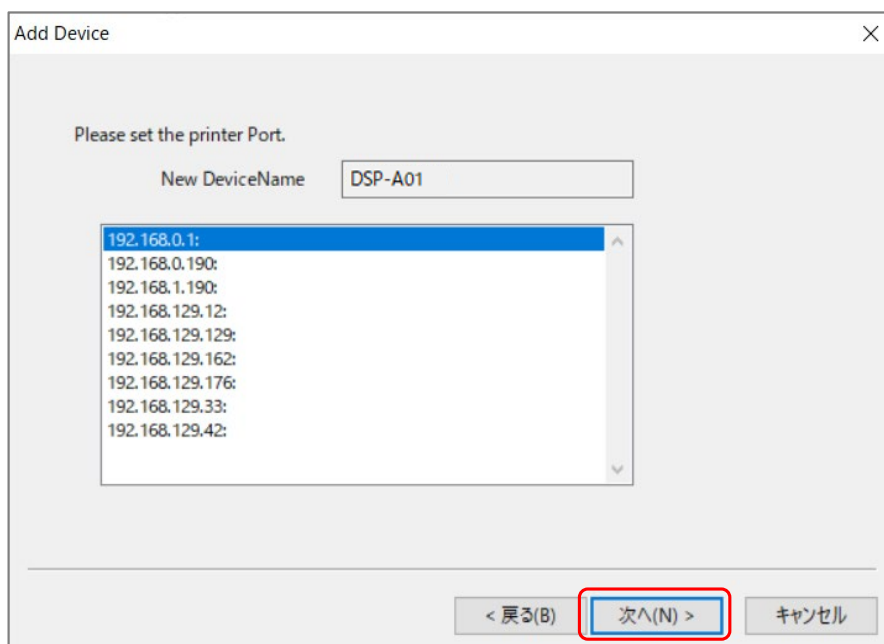 Add Device
Please set the printer Port.
New DeviceName DSP-A01
192.168.0.1:
192.168.0.190:
192.168.1.190:
192.168.129.12:
192.168.129.129:
192.168.129.162:
192.168.129.176:
192.168.129.33:
192.168.129.42:
< 戻る(B) 次へ(N) > キャンセル